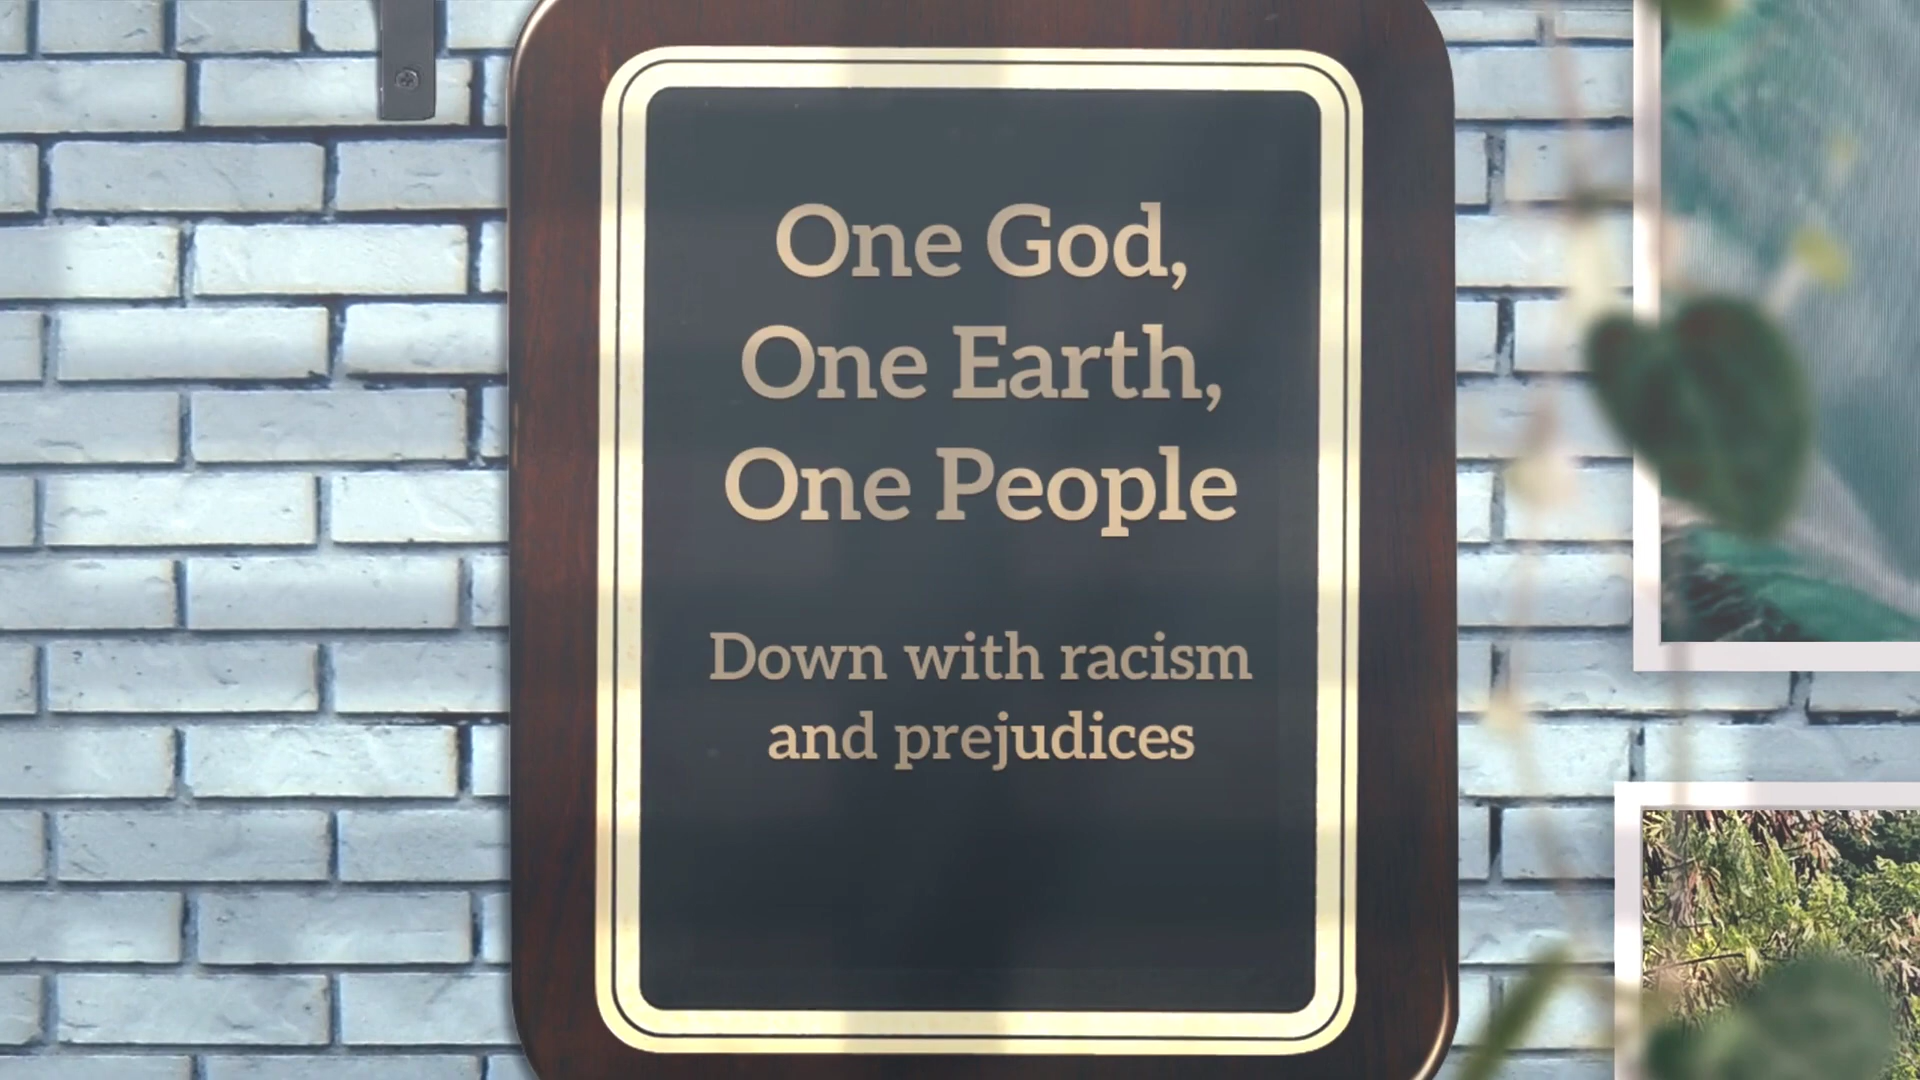 One God,
One Earth,
One People
Down with racism
and prejudices